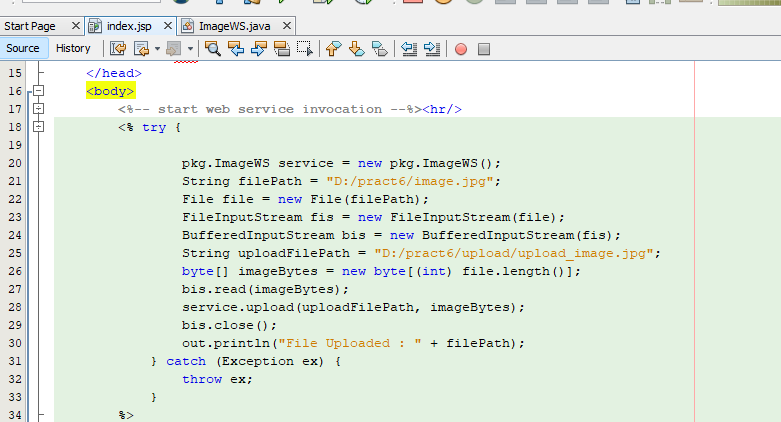 Start Page index.jsp ImageWS.java
Source History
15 </head>
16 <body>
17 <%-- start web service invocation --%><hr/>
18 <% try {
19
20 pkg.ImageWS service = new pkg.ImageWS();
21 String filePath = "D:/pract6/image.jpg";
22 File file = new File(filePath);
23 FileInputStream fis = new FileInputStream(file);
24 BufferedInputStream bis = new BufferedInputStream(fis);
25 String uploadFilePath = "D:/pract6/upload/upload_image.jpg";
26 byte[] imageBytes = new byte[(int) file.length()];
27 bis.read(imageBytes);
28 service.upload(uploadFilePath, imageBytes);
29 bis.close();
30 out.println("File Uploaded : " + filePath);
31 } catch (Exception ex) {
32 throw ex;
33 }
34 %>